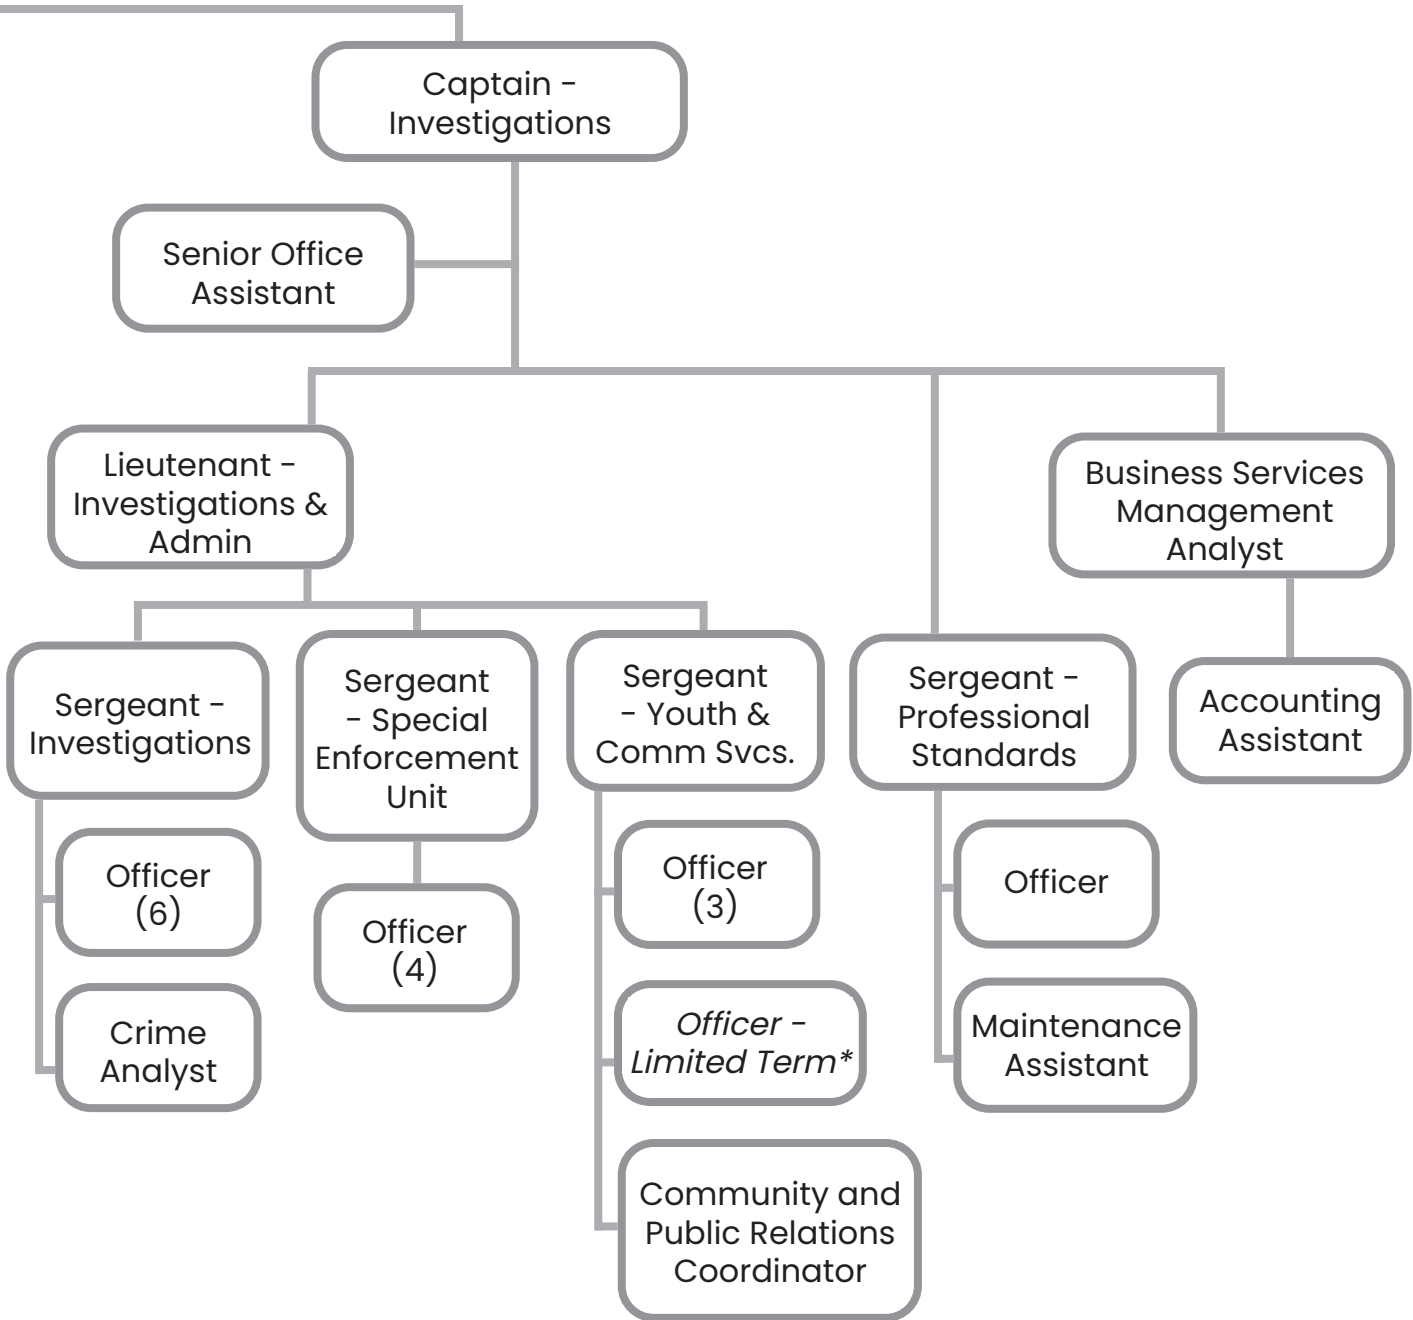 Captain -
Investigations
Senior Office
Assistant
Lieutenant -
Investigations &
Admin
Business Services
Management
Analyst
Sergeant -
Investigations
Sergeant
- Special
Enforcement
Unit
Sergeant
- Youth &
Comm Svcs.
Sergeant -
Professional
Standards
Accounting
Assistant
Officer
(6)
Crime
Analyst
Officer
(4)
Officer
(3)
Officer -
Limited Term*
Community and
Public Relations
Coordinator
Officer
Maintenance
Assistant